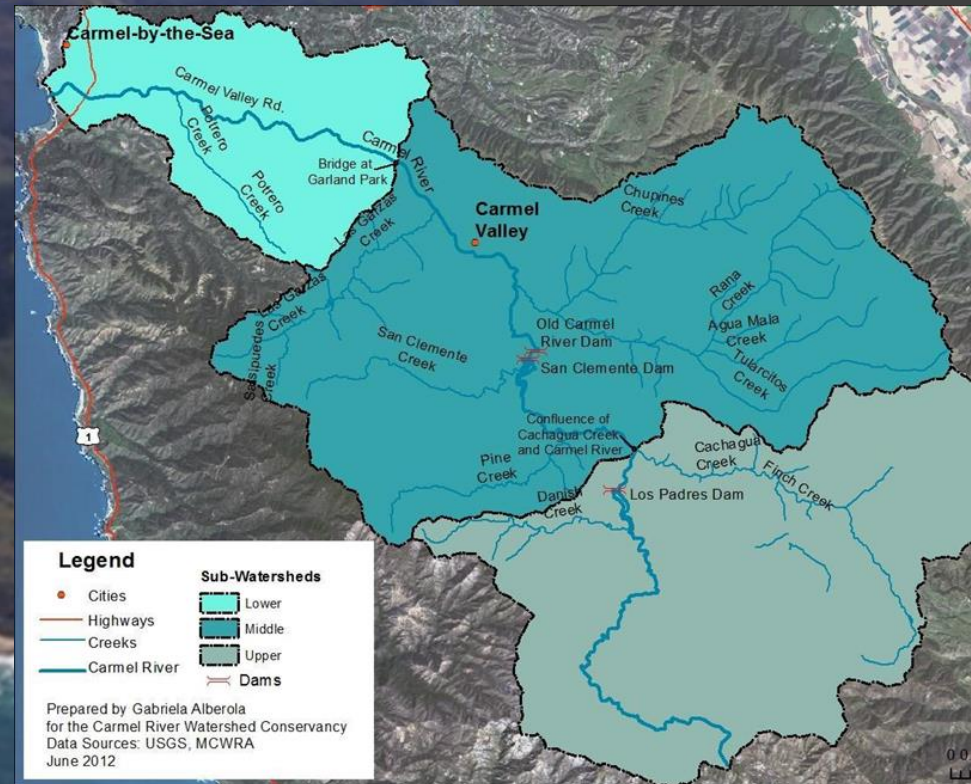 Carmel-by-the-Sea
Carmel Valley Rd.
Potrero
Creek
Potrero
Creek
Carmel River
Bridge at
Garland Park
Las Garzas
Creek
Carmel
Valley
Chupines
Creek
Rana
Creek
Agua Mala
Creek
Tularcitos
Creek
Las Garzas
Creek
Salsipuedes
Creek
San Clemente
Creek
Old Carmel
River Dam
San Clemente Dam
Confluence of
Cachagua Creek
and Carmel River
Pine
Creek
Danish
Creek
Cachagua
Creek
Finch Creek
Los Padres Dam
1
Legend
Cities
Highways
Creeks
Carmel River
Sub-Watersheds
Lower
Middle
Upper
Dams
Prepared by Gabriela Alberola
for the Carmel River Watershed Conservancy
Data Sources: USGS, MCWRA
June 2012